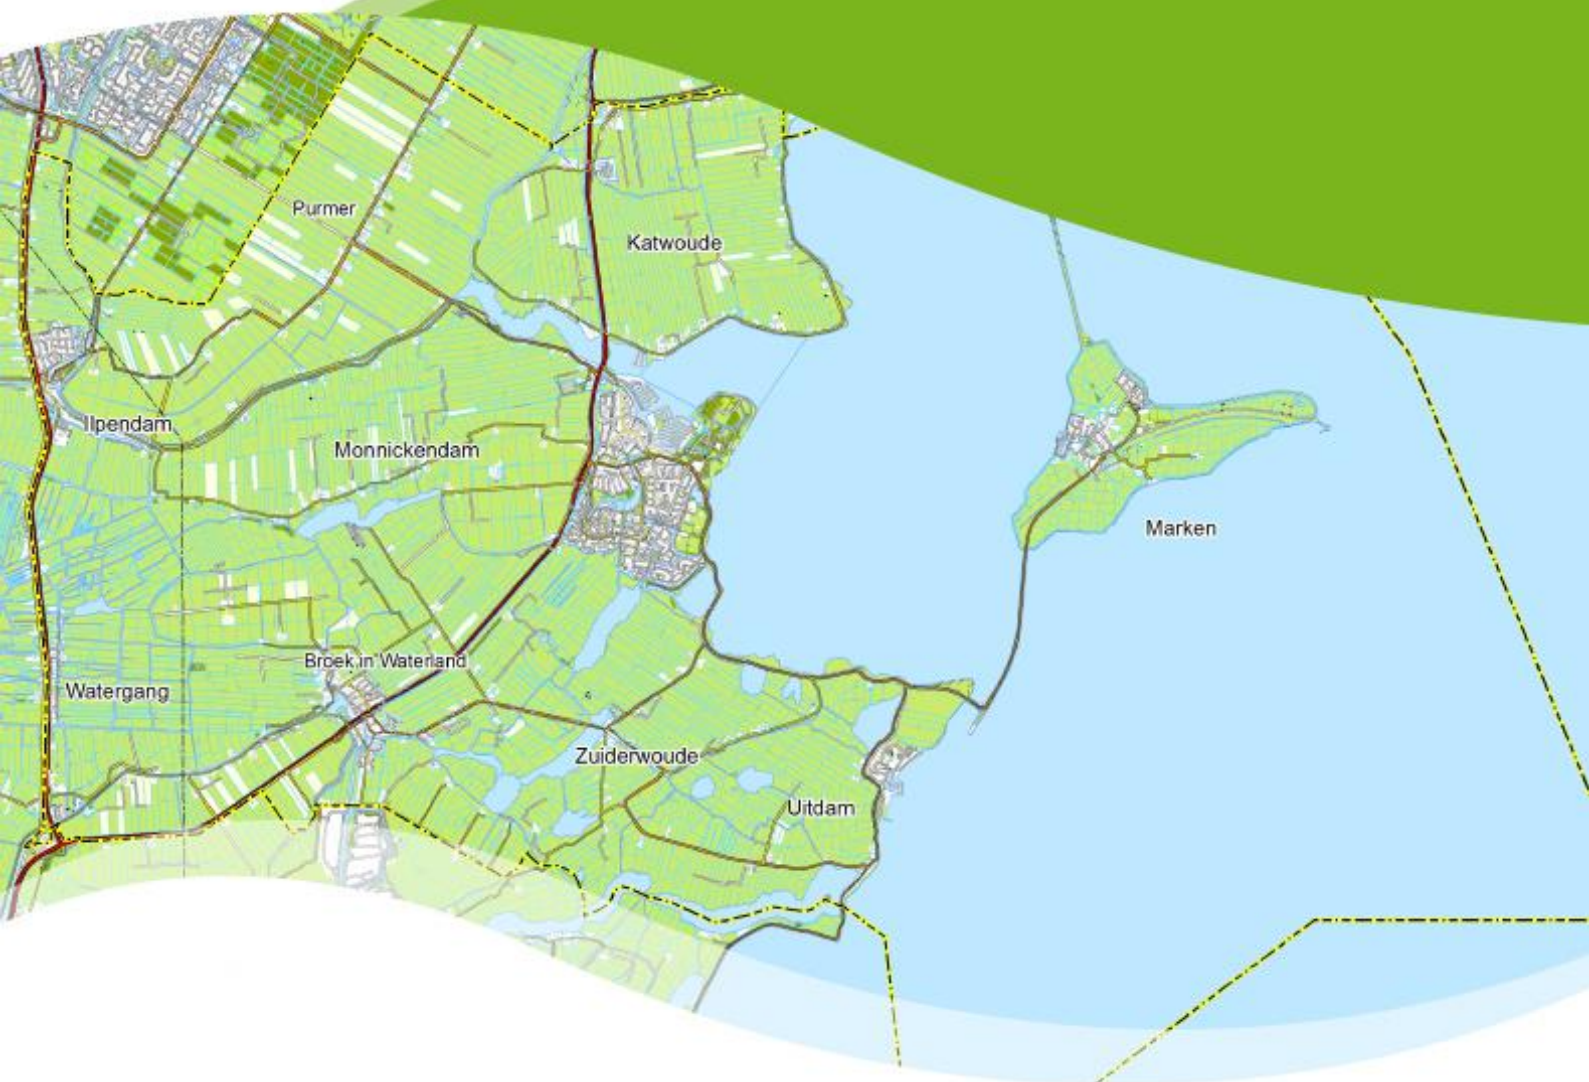 Purmer
Katwoude
Ilpendam
Monnickendam
Marken
Broek in Waterland
Watergang
Zuiderwoude
Uitdam